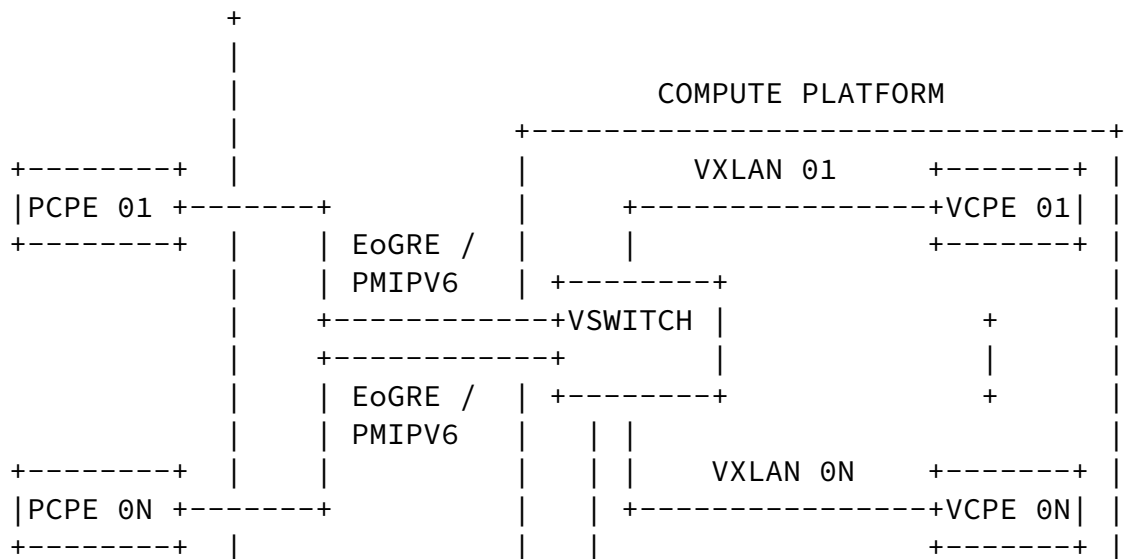 COMPUTE PLATFORM
VXLAN 01
PCPE 01
VCPE 01
EoGRE /
PMIPV6
VSWITCH
EoGRE /
PMIPV6
VXLAN 0N
PCPE 0N
VCPE 0N